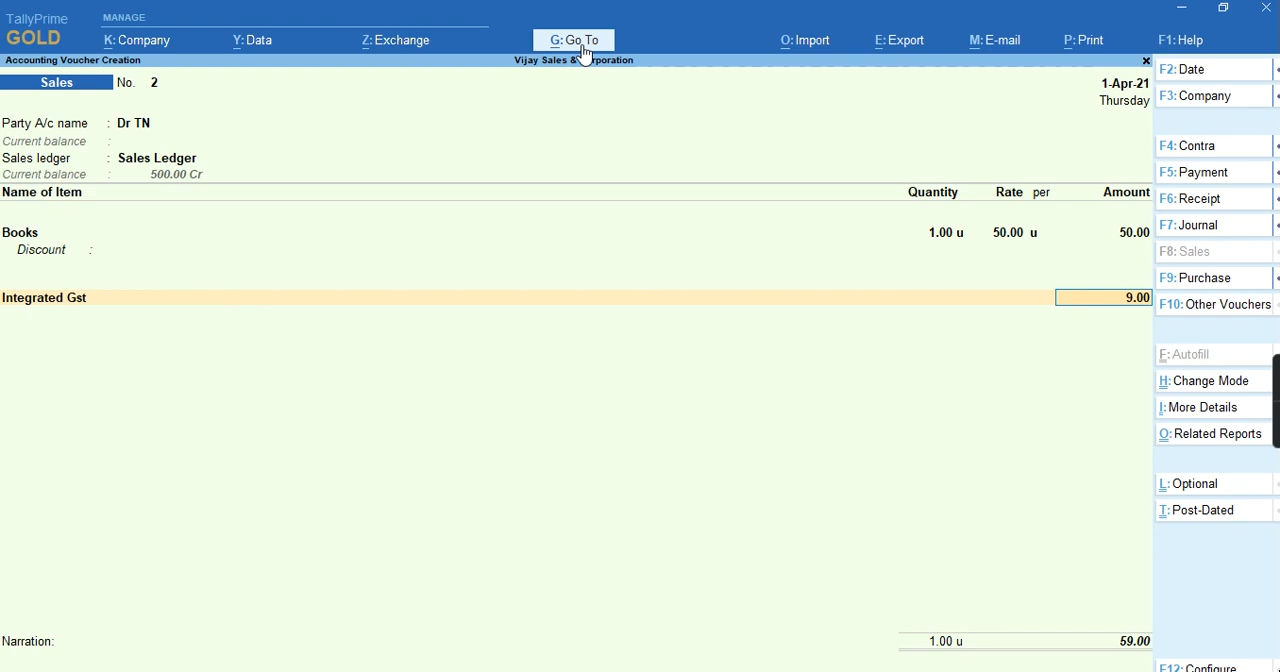 TallyPrime
GOLD
MANAGE
K: Company
Y: Data
Z: Exchange
G: Go To
O: Import
E: Export
M: E-mail
P: Print
F1: Help
Accounting Voucher Creation
Vijay Sales &
rporation
Sales
No. 2
1-Apr-21
Thursday
Party A/c name : Dr TN
Current balance :
Sales ledger : Sales Ledger
Current balance : 500.00 Cr
Name of Item Quantity Rate per Amount
Books 1.00 u 50.00 u 50.00
Discount :
Integrated Gst 9.00
Narration: 1.00 u 59.00
F2: Date
F3: Company
F4: Contra
F5: Payment
F6: Receipt
F7: Journal
F8: Sales
F9: Purchase
F10: Other Vouchers
F: Autofill
H: Change Mode
I: More Details
O: Related Reports
L: Optional
T: Post-Dated
F12: Configure